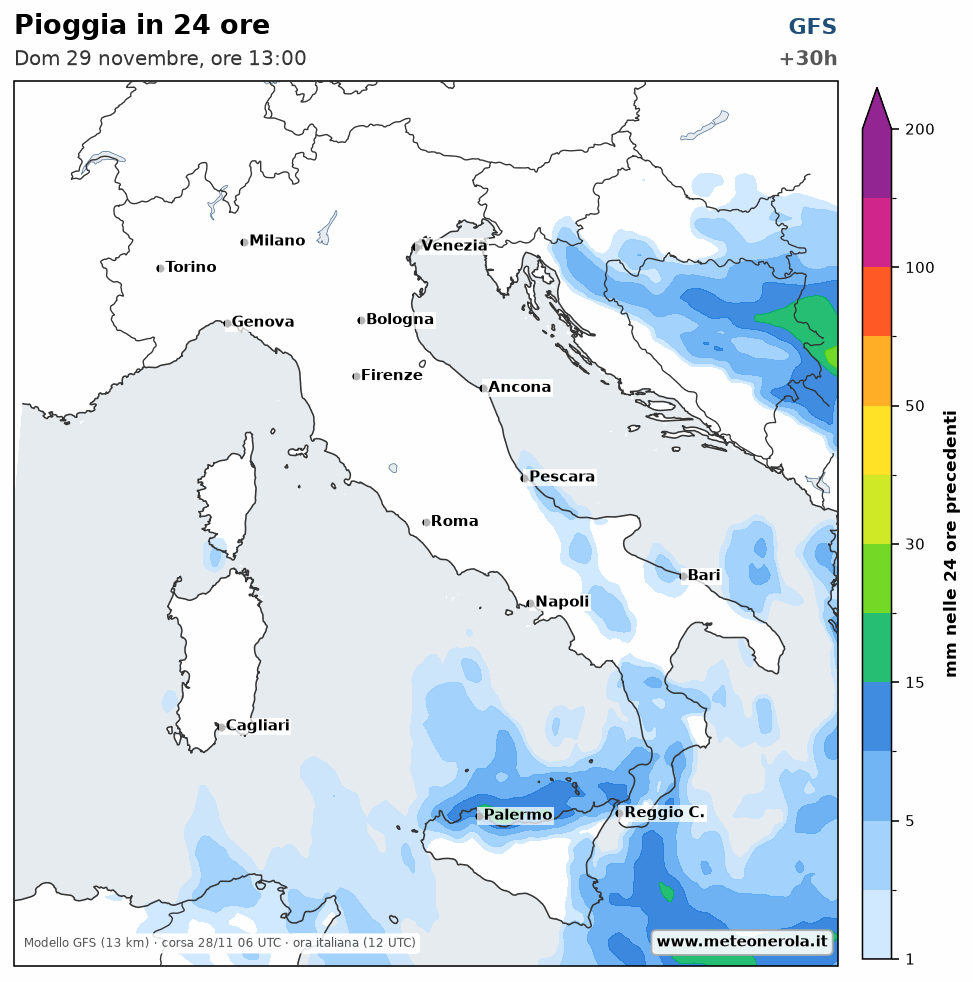 Pioggia in 24 ore
GFS
Dom 29 novembre, ore 13:00
+30h
Milano
Venezia
Torino
Genova
Bologna
Firenze
Ancona
Pescara
Roma
Bari
Napoli
Cagliari
Palermo
Reggio C.
Modello GFS (13 km) · corsa 28/11 06 UTC · ora italiana (12 UTC)
www.meteonerola.it
200
100
50
30
15
5
1
mm nelle 24 ore precedenti